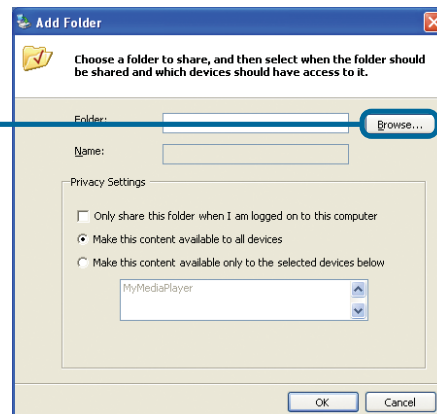 Add Folder
Choose a folder to share, and then select when the folder should
be shared and which devices should have access to it.
Folder:
Browse...
Name:
Privacy Settings
Only share this folder when I am logged on to this computer
Make this content available to all devices
Make this content available only to the selected devices below
MyMediaPlayer
OK
Cancel